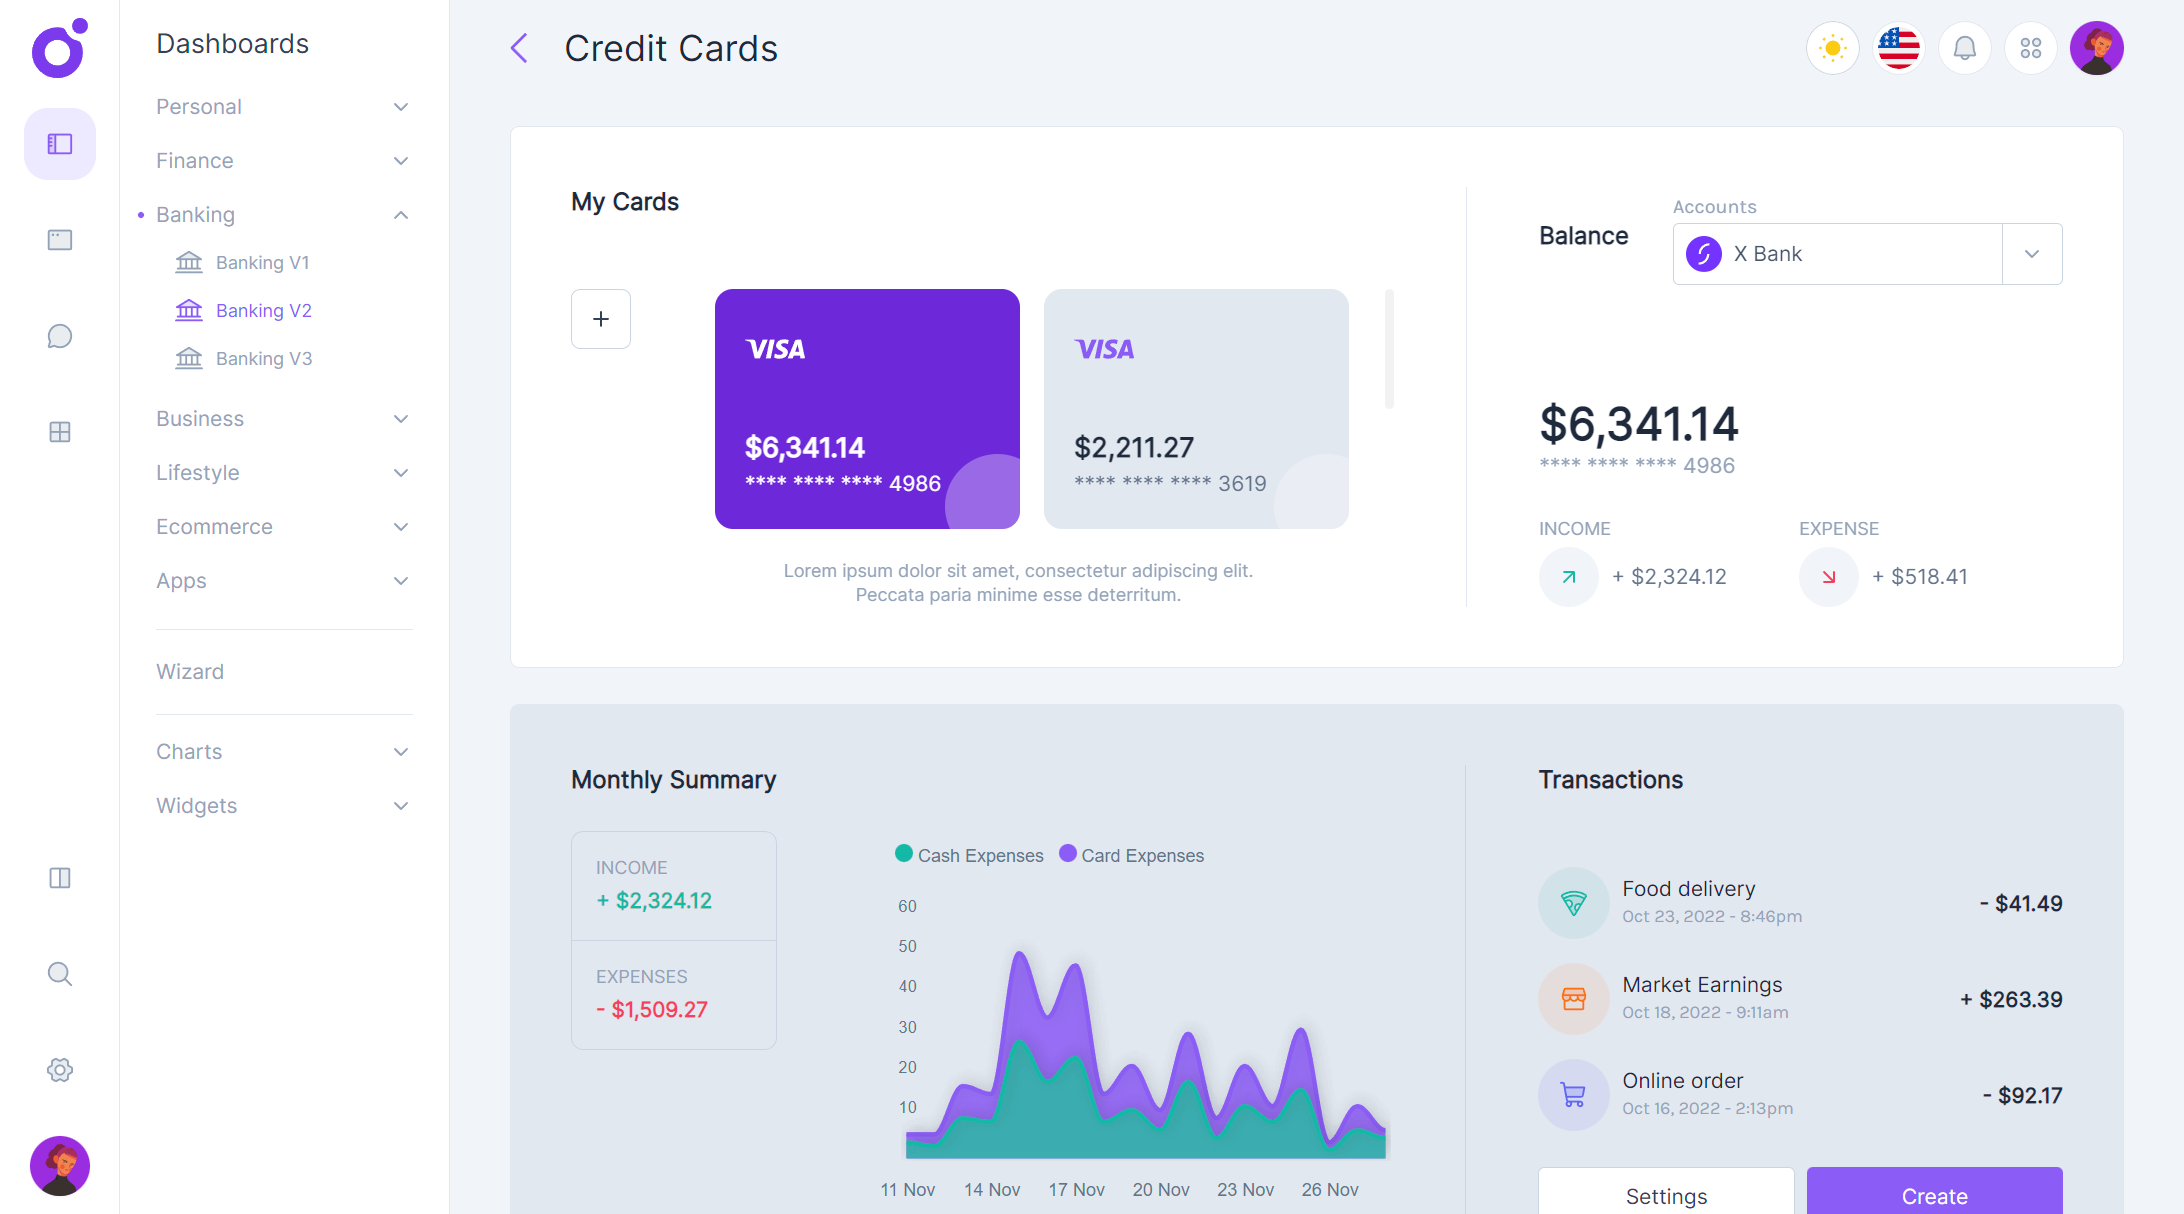 Dashboards
Personal
Finance
Banking
Banking V1
Banking V2
Banking V3
Business
Lifestyle
Ecommerce
Apps
Wizard
Charts
Widgets
Credit Cards
My Cards
+
VISA
$6,341.14
**** **** **** 4986
VISA
$2,211.27
**** **** **** 3619
Lorem ipsum dolor sit amet, consectetur adipiscing elit.
Peccata paria minime esse deterritum.
Balance
Accounts
X Bank
$6,341.14
**** **** **** 4986
INCOME
+ $2,324.12
EXPENSE
+ $518.41
Monthly Summary
INCOME
+ $2,324.12
EXPENSES
- $1,509.27
Cash Expenses
Card Expenses
60
50
40
30
20
10
11 Nov
14 Nov
17 Nov
20 Nov
23 Nov
26 Nov
Transactions
Food delivery
Oct 23, 2022 - 8:46pm
- $41.49
Market Earnings
Oct 18, 2022 - 9:11am
+ $263.39
Online order
Oct 16, 2022 - 2:13pm
- $92.17
Settings
Create